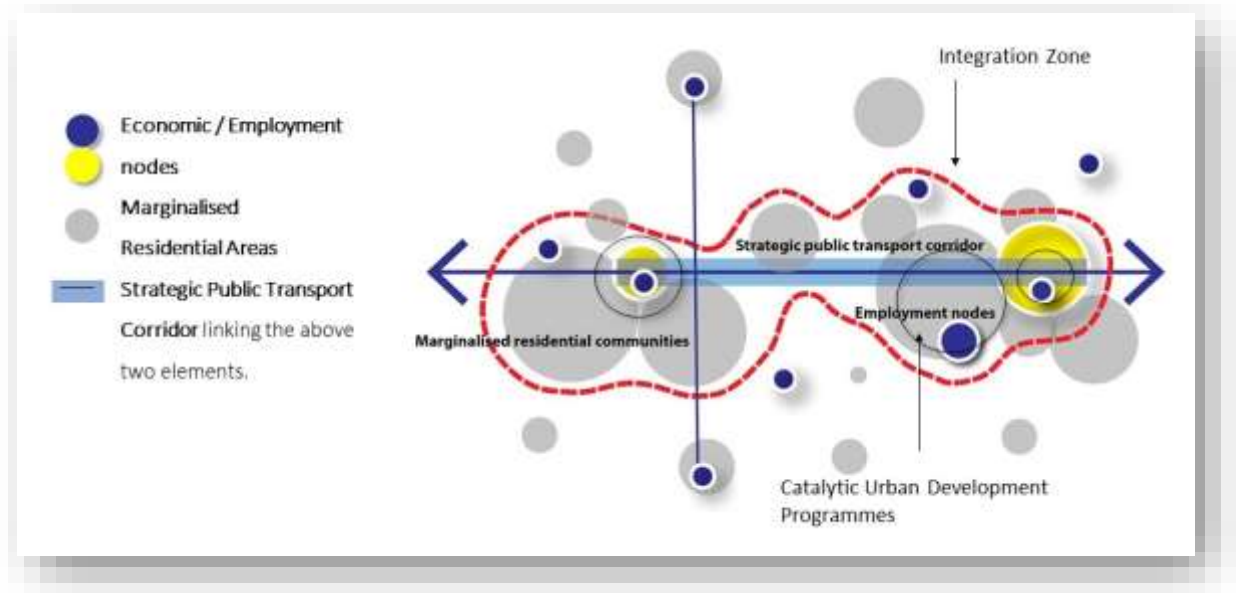 Economic / Employment
nodes
Marginalised
Residential Areas
Strategic Public Transport
Corridor linking the above
two elements.
Integration Zone
Strategic public transport corridor
Employment nodes
Marginalised residential communities
Catalytic Urban Development
Programmes